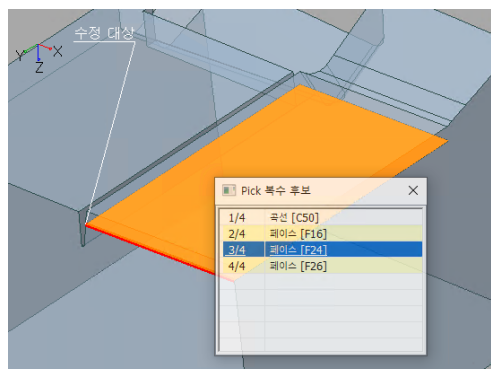 수정 대상
X
Y
Z
Pick 복수 후보
1/4 곡선 [C50]
2/4 페이스 [F16]
3/4 페이스 [F24]
4/4 페이스 [F26]